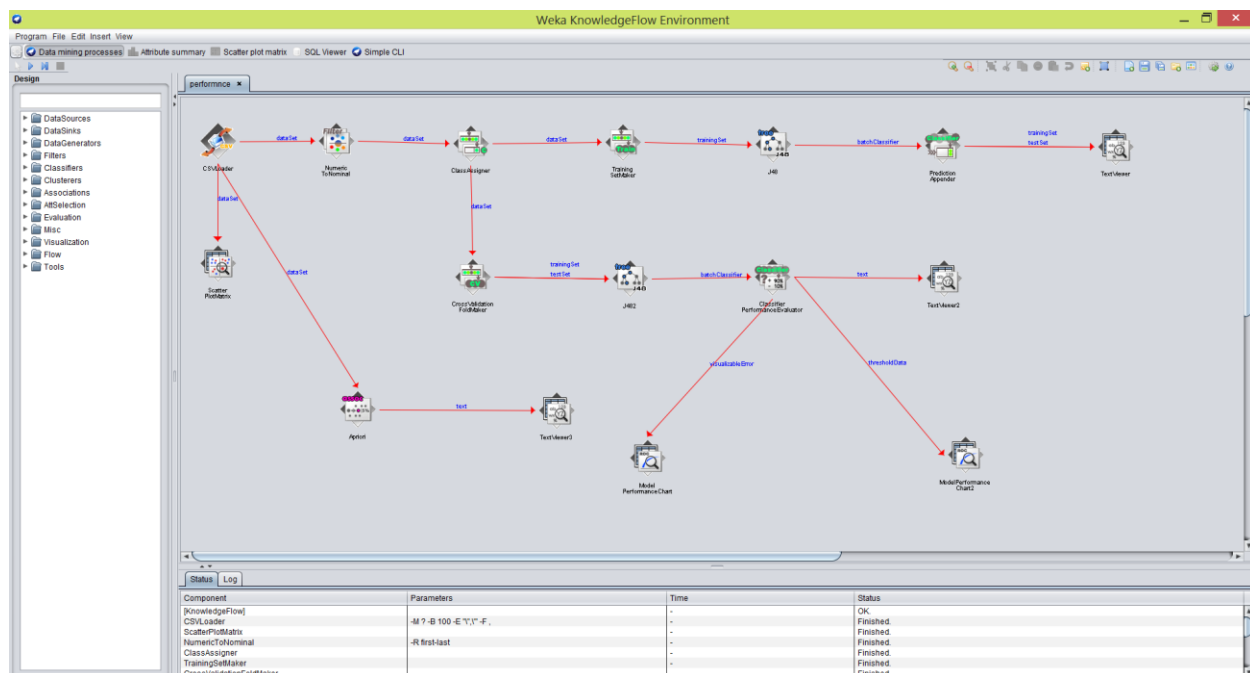 Weka KnowledgeFlow Environment
Program File Edit Insert View
Data mining processes Attribute summary Scatter plot matrix SQL Viewer Simple CLI
Design
performnce
DataSources
DataSinks
DataGenerators
Filters
Classifiers
Clusterers
Associations
AttSelection
Evaluation
Misc
Visualization
Flow
Tools
dataSet dataSet dataSet trainingSet batchClassifier trainingSet
testSet
CSVLoader Numeric ToNominal ClassAssigner Training SetMaker J48 Prediction Appender TextViewer
dataSet dataSet
dataSet
trainingSet
testSet batchClassifier text
Scatter PlotMatrix CrossValidation FoldMaker J482 Classifier PerformanceEvaluator TextViewer2
visualizableError thresholdData
text
Apriori TextViewer3
Model PerformanceChart ModelPerformance Chart2
Status Log
Component Parameters Time Status
[KnowledgeFlow] - OK.
CSVLoader -M ? -B 100 -E "\",\'" -F , - Finished.
ScatterPlotMatrix - Finished.
NumericToNominal -R first-last - Finished.
ClassAssigner - Finished.
TrainingSetMaker - Finished.
CrossValidationFoldMaker - Finished.